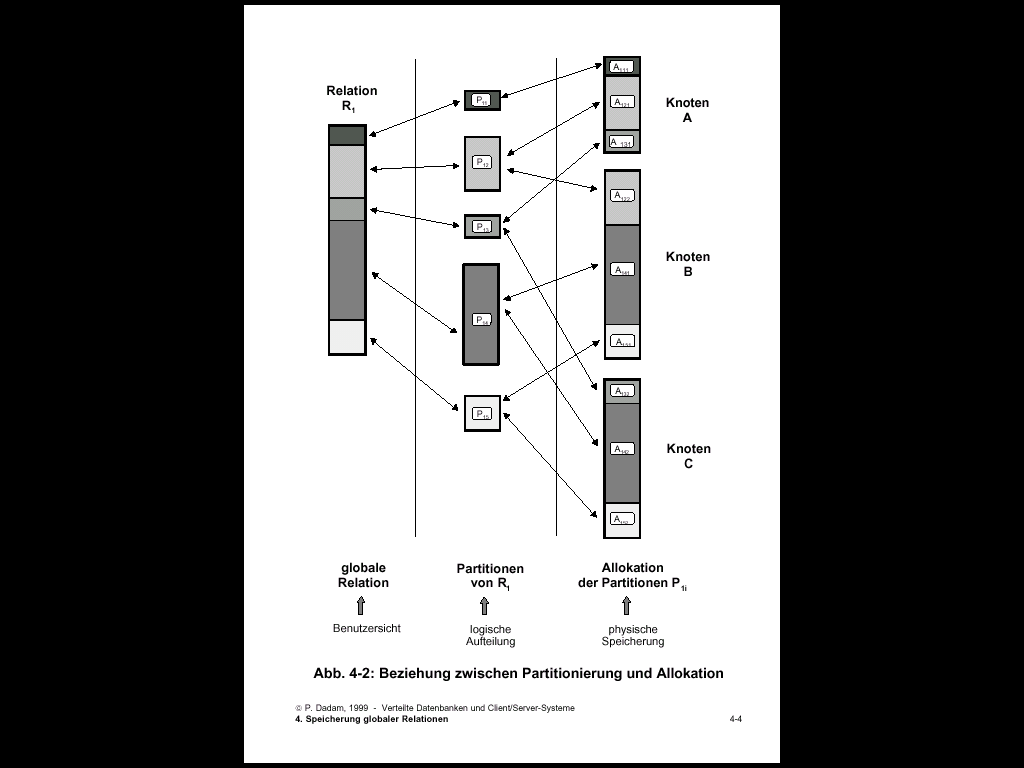 Relation
R1
P11
P12
P13
P14
P15
A111
A121
A 131
Knoten
A
A122
A141
A151
Knoten
B
A132
A142
A152
Knoten
C
globale
Relation
Partitionen
von R1
Allokation
der Partitionen P1i
Benutzersicht
logische
Aufteilung
physische
Speicherung
Abb. 4-2: Beziehung zwischen Partitionierung und Allokation
© P. Dadam, 1999 - Verteilte Datenbanken und Client/Server-Systeme
4. Speicherung globaler Relationen
4-4